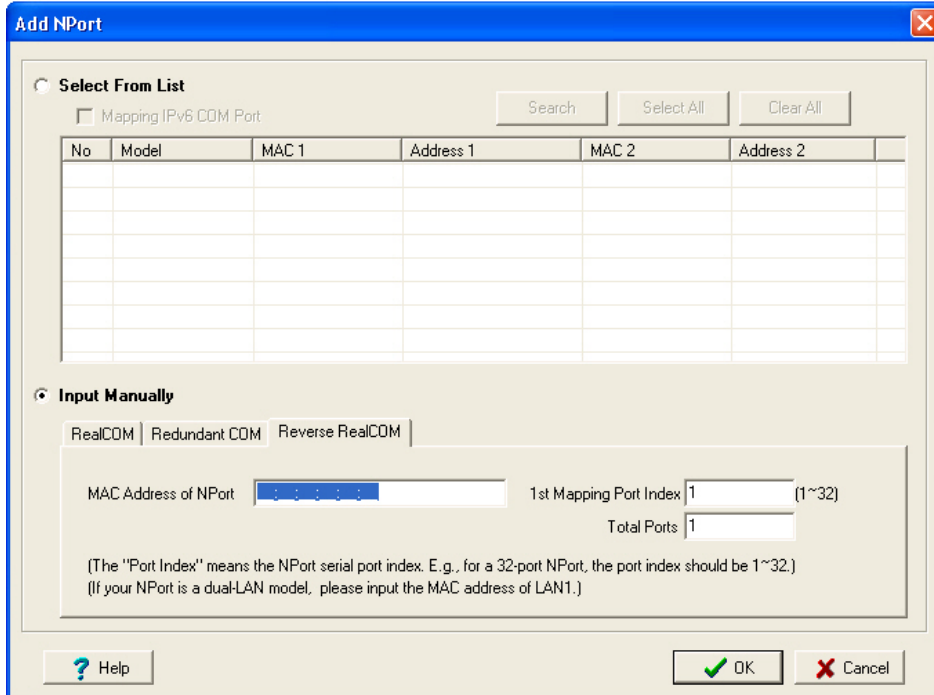 Add NPort
Select From List
Mapping IPv6 COM Port
Search
Select All
Clear All
No Model MAC 1 Address 1 MAC 2 Address 2
Input Manually
RealCOM Redundant COM Reverse RealCOM
MAC Address of NPort : : : : : 1st Mapping Port Index 1 (1~32)
Total Ports 1
(The "Port Index" means the NPort serial port index. E.g., for a 32-port NPort, the port index should be 1~32.)
(If your NPort is a dual-LAN model, please input the MAC address of LAN1.)
? Help
OK
Cancel